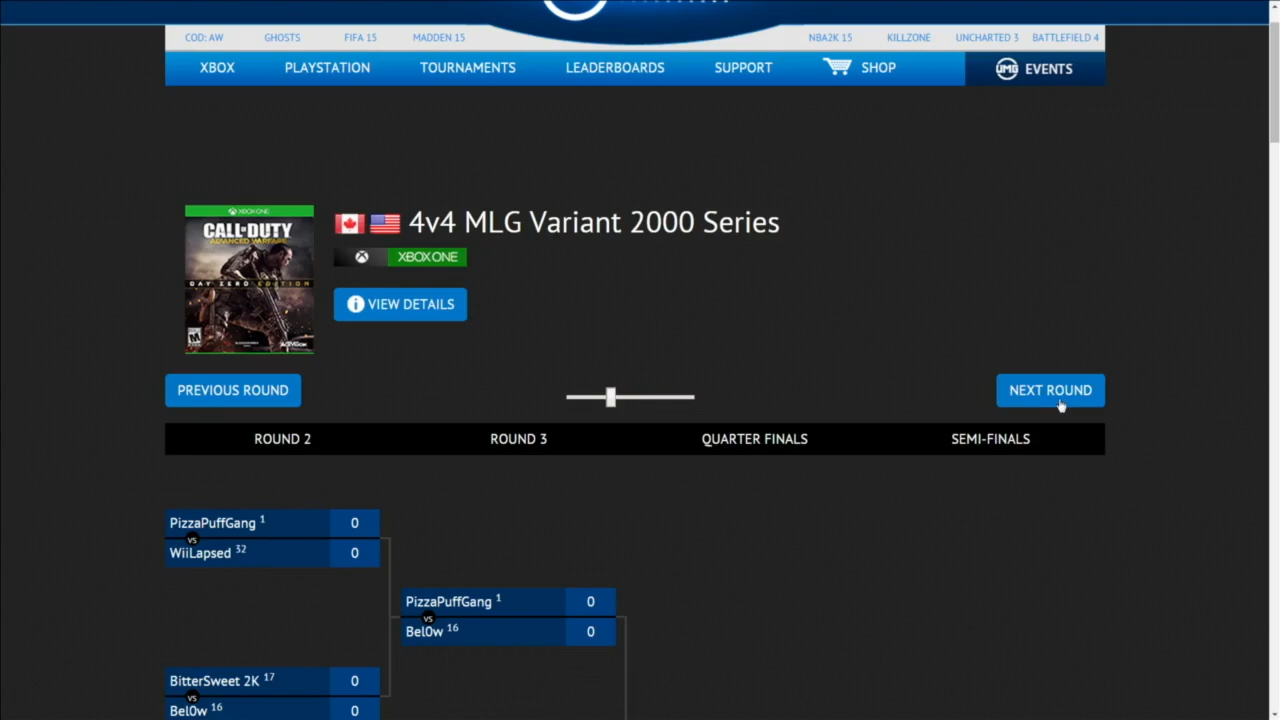 COD: AW GHOSTS FIFA 15 MADDEN 15 NBA2K 15 KILLZONE UNCHARTED 3 BATTLEFIELD 4
XBOX PLAYSTATION TOURNAMENTS LEADERBOARDS SUPPORT SHOP UMG EVENTS
XBOX ONE
CALL OF DUTY
ADVANCED WARFARE
DAY ZERO EDITION
ACTIVISION
4v4 MLG Variant 2000 Series
XBOX ONE
i VIEW DETAILS
PREVIOUS ROUND NEXT ROUND
ROUND 2 ROUND 3 QUARTER FINALS SEMI-FINALS
PizzaPuffGang 1 0
vs
WiiLapsed 32 0
PizzaPuffGang 1 0
vs
Bel0w 16 0
BitterSweet 2K 17 0
vs
Bel0w 16 0